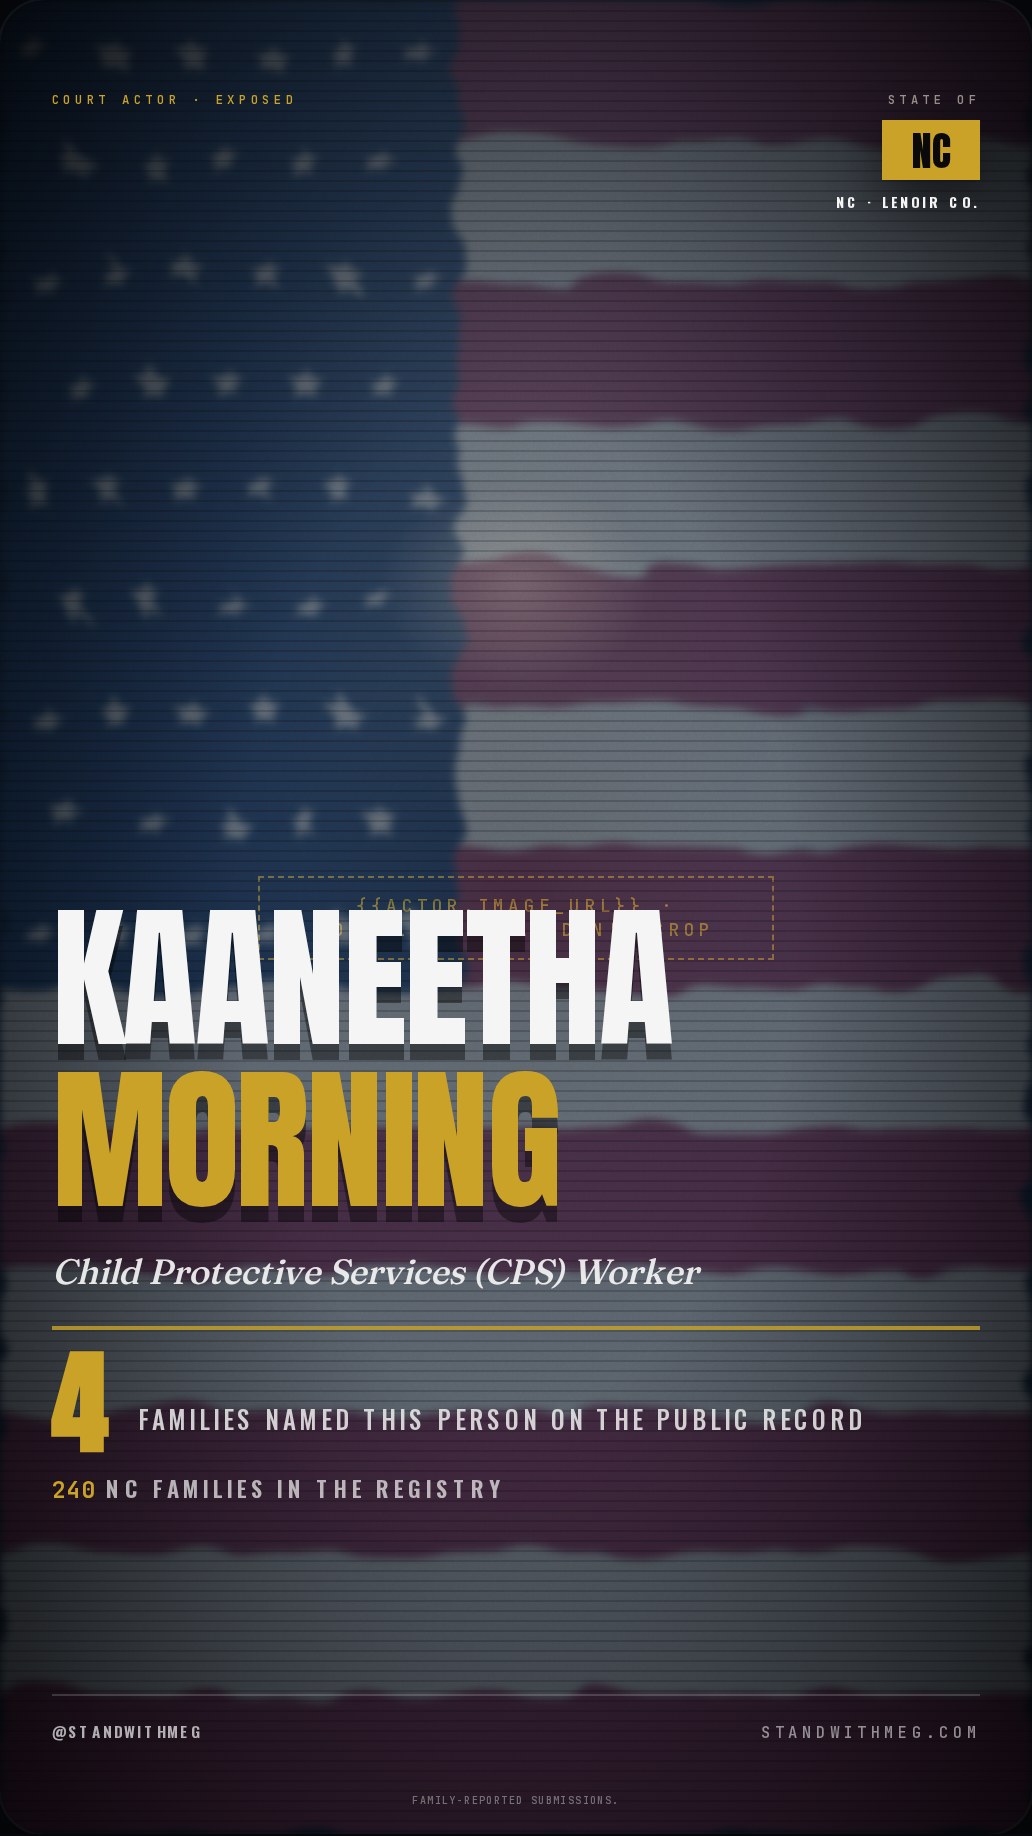 COURT ACTOR · EXPOSED
STATE OF
NC
NC · LENOIR CO.
{{ACTOR_IMAGE_URL}} ·
KAANEETHA
MORNING
Child Protective Services (CPS) Worker
4 FAMILIES NAMED THIS PERSON ON THE PUBLIC RECORD
240 NC FAMILIES IN THE REGISTRY
@STANDWITHMEG
STANDWITHMEG.COM
FAMILY-REPORTED SUBMISSIONS.